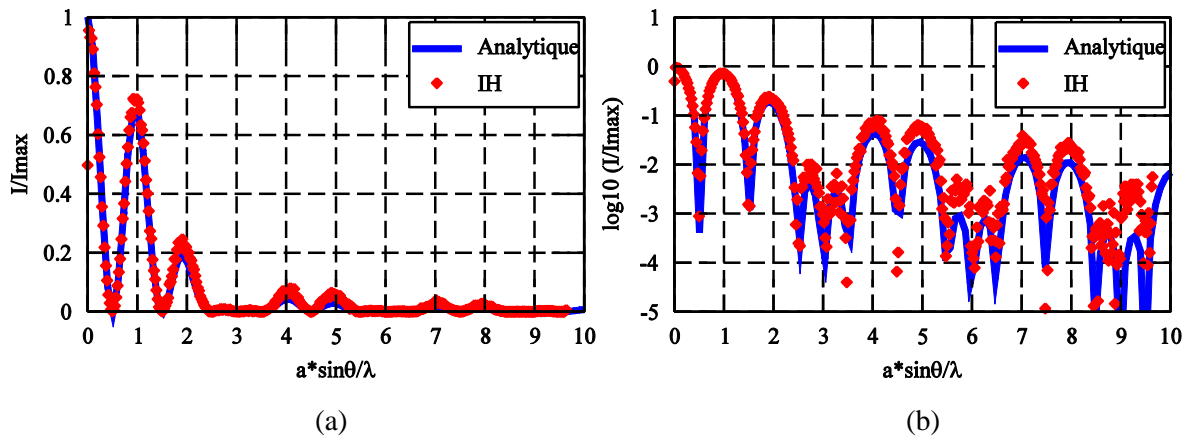 1
0.8
0.6
0.4
0.2
0
I/Imax
0 1 2 3 4 5 6 7 8 9 10
a*sinθ/λ
Analytique
IH
(a)
1
0
-1
-2
-3
-4
-5
log10 (I/Imax)
0 1 2 3 4 5 6 7 8 9 10
a*sinθ/λ
Analytique
IH
(b)